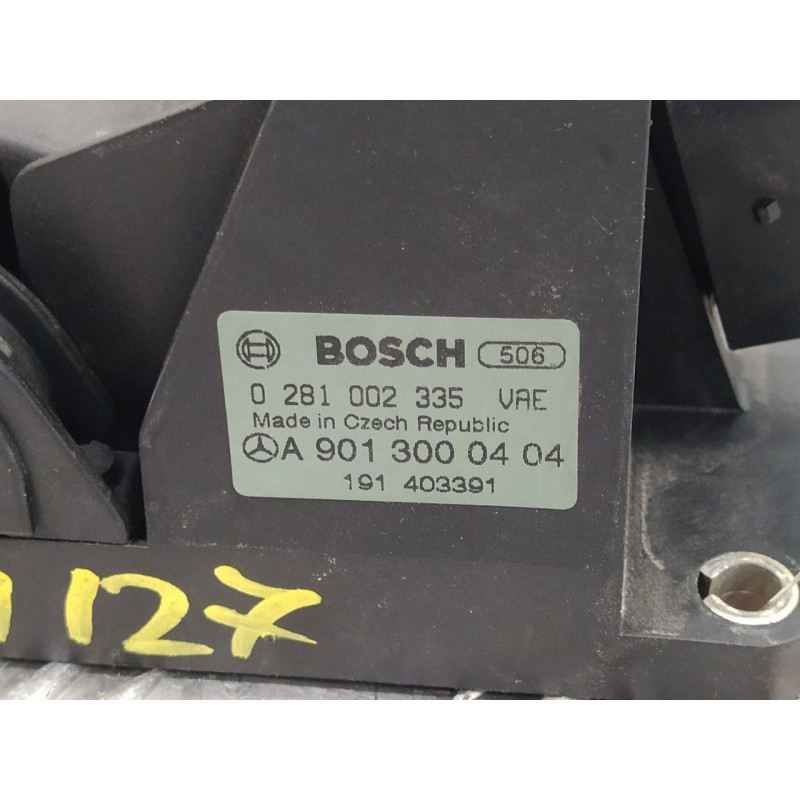 BOSCH 506
0 281 002 335 VAE
Made in Czech Republic
A 901 300 04 04
191 403391
127